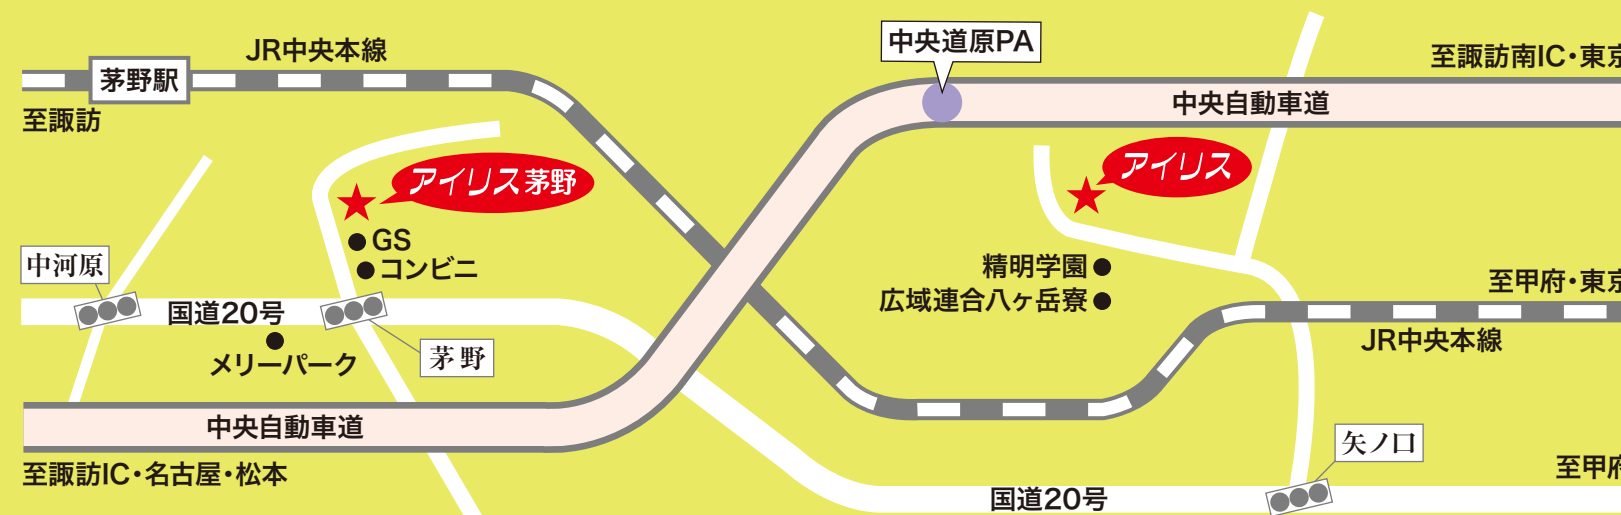 JR中央本線
茅野駅
至諏訪
中央道原PA
至諏訪南IC・東京
中央自動車道
アイリス茅野
アイリス
GS
コンビニ
中河原
国道20号
メリーパーク
茅野
精明学園
広域連合八ヶ岳寮
至甲府・東京
JR中央本線
中央自動車道
至諏訪IC・名古屋・松本
矢ノ口
国道20号
至甲府